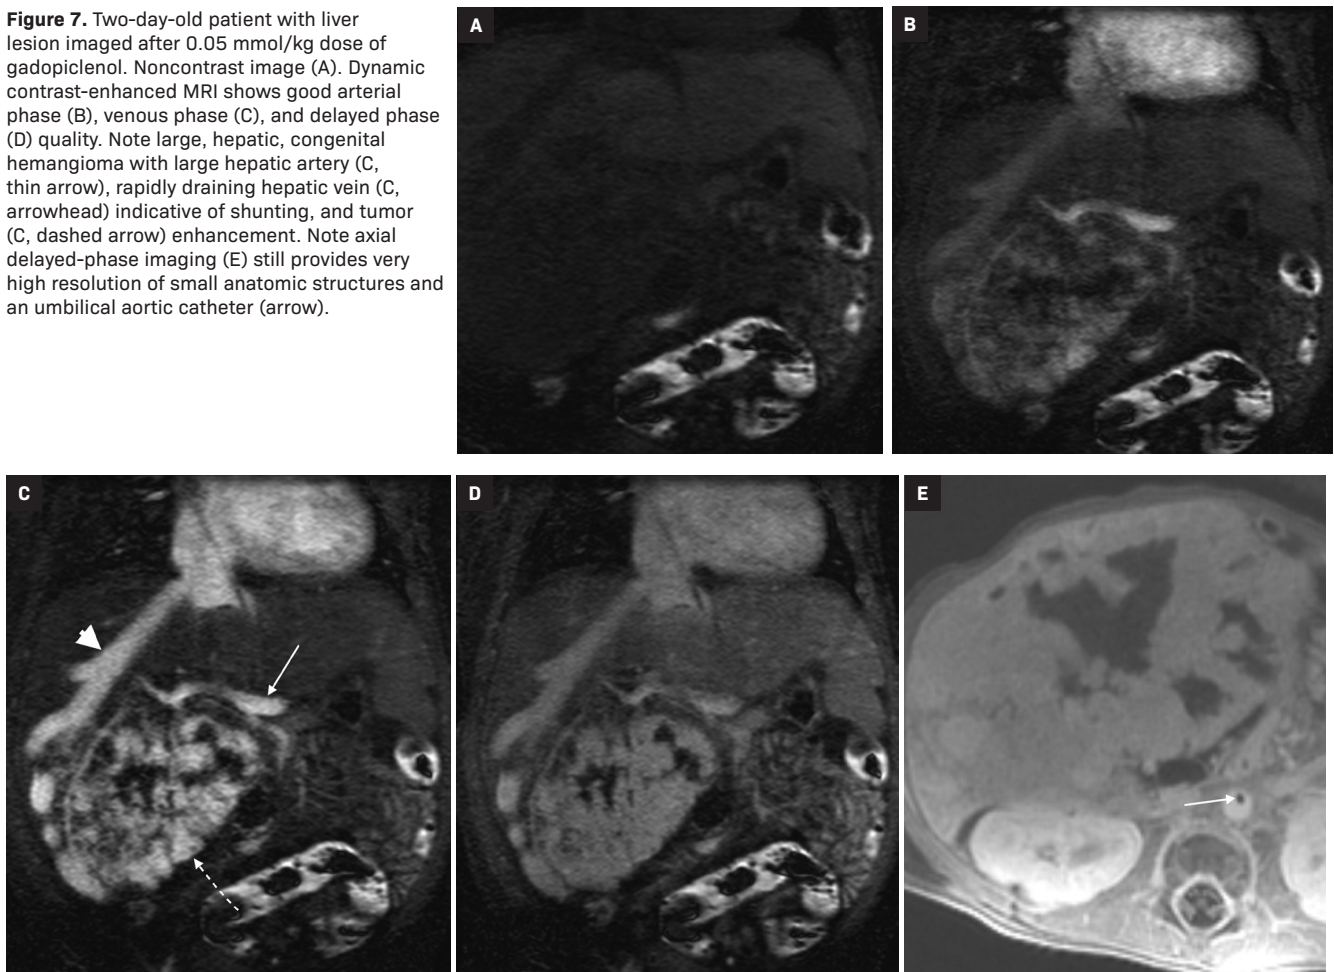 Figure 7. Two-day-old patient with liver
lesion imaged after 0.05 mmol/kg dose of
gadopiclenol. Noncontrast image (A). Dynamic
contrast-enhanced MRI shows good arterial
phase (B), venous phase (C), and delayed phase
(D) quality. Note large, hepatic, congenital
hemangioma with large hepatic artery (C,
thin arrow), rapidly draining hepatic vein (C,
arrowhead) indicative of shunting, and tumor
(C, dashed arrow) enhancement. Note axial
delayed-phase imaging (E) still provides very
high resolution of small anatomic structures and
an umbilical aortic catheter (arrow).
A
B
C
D
E